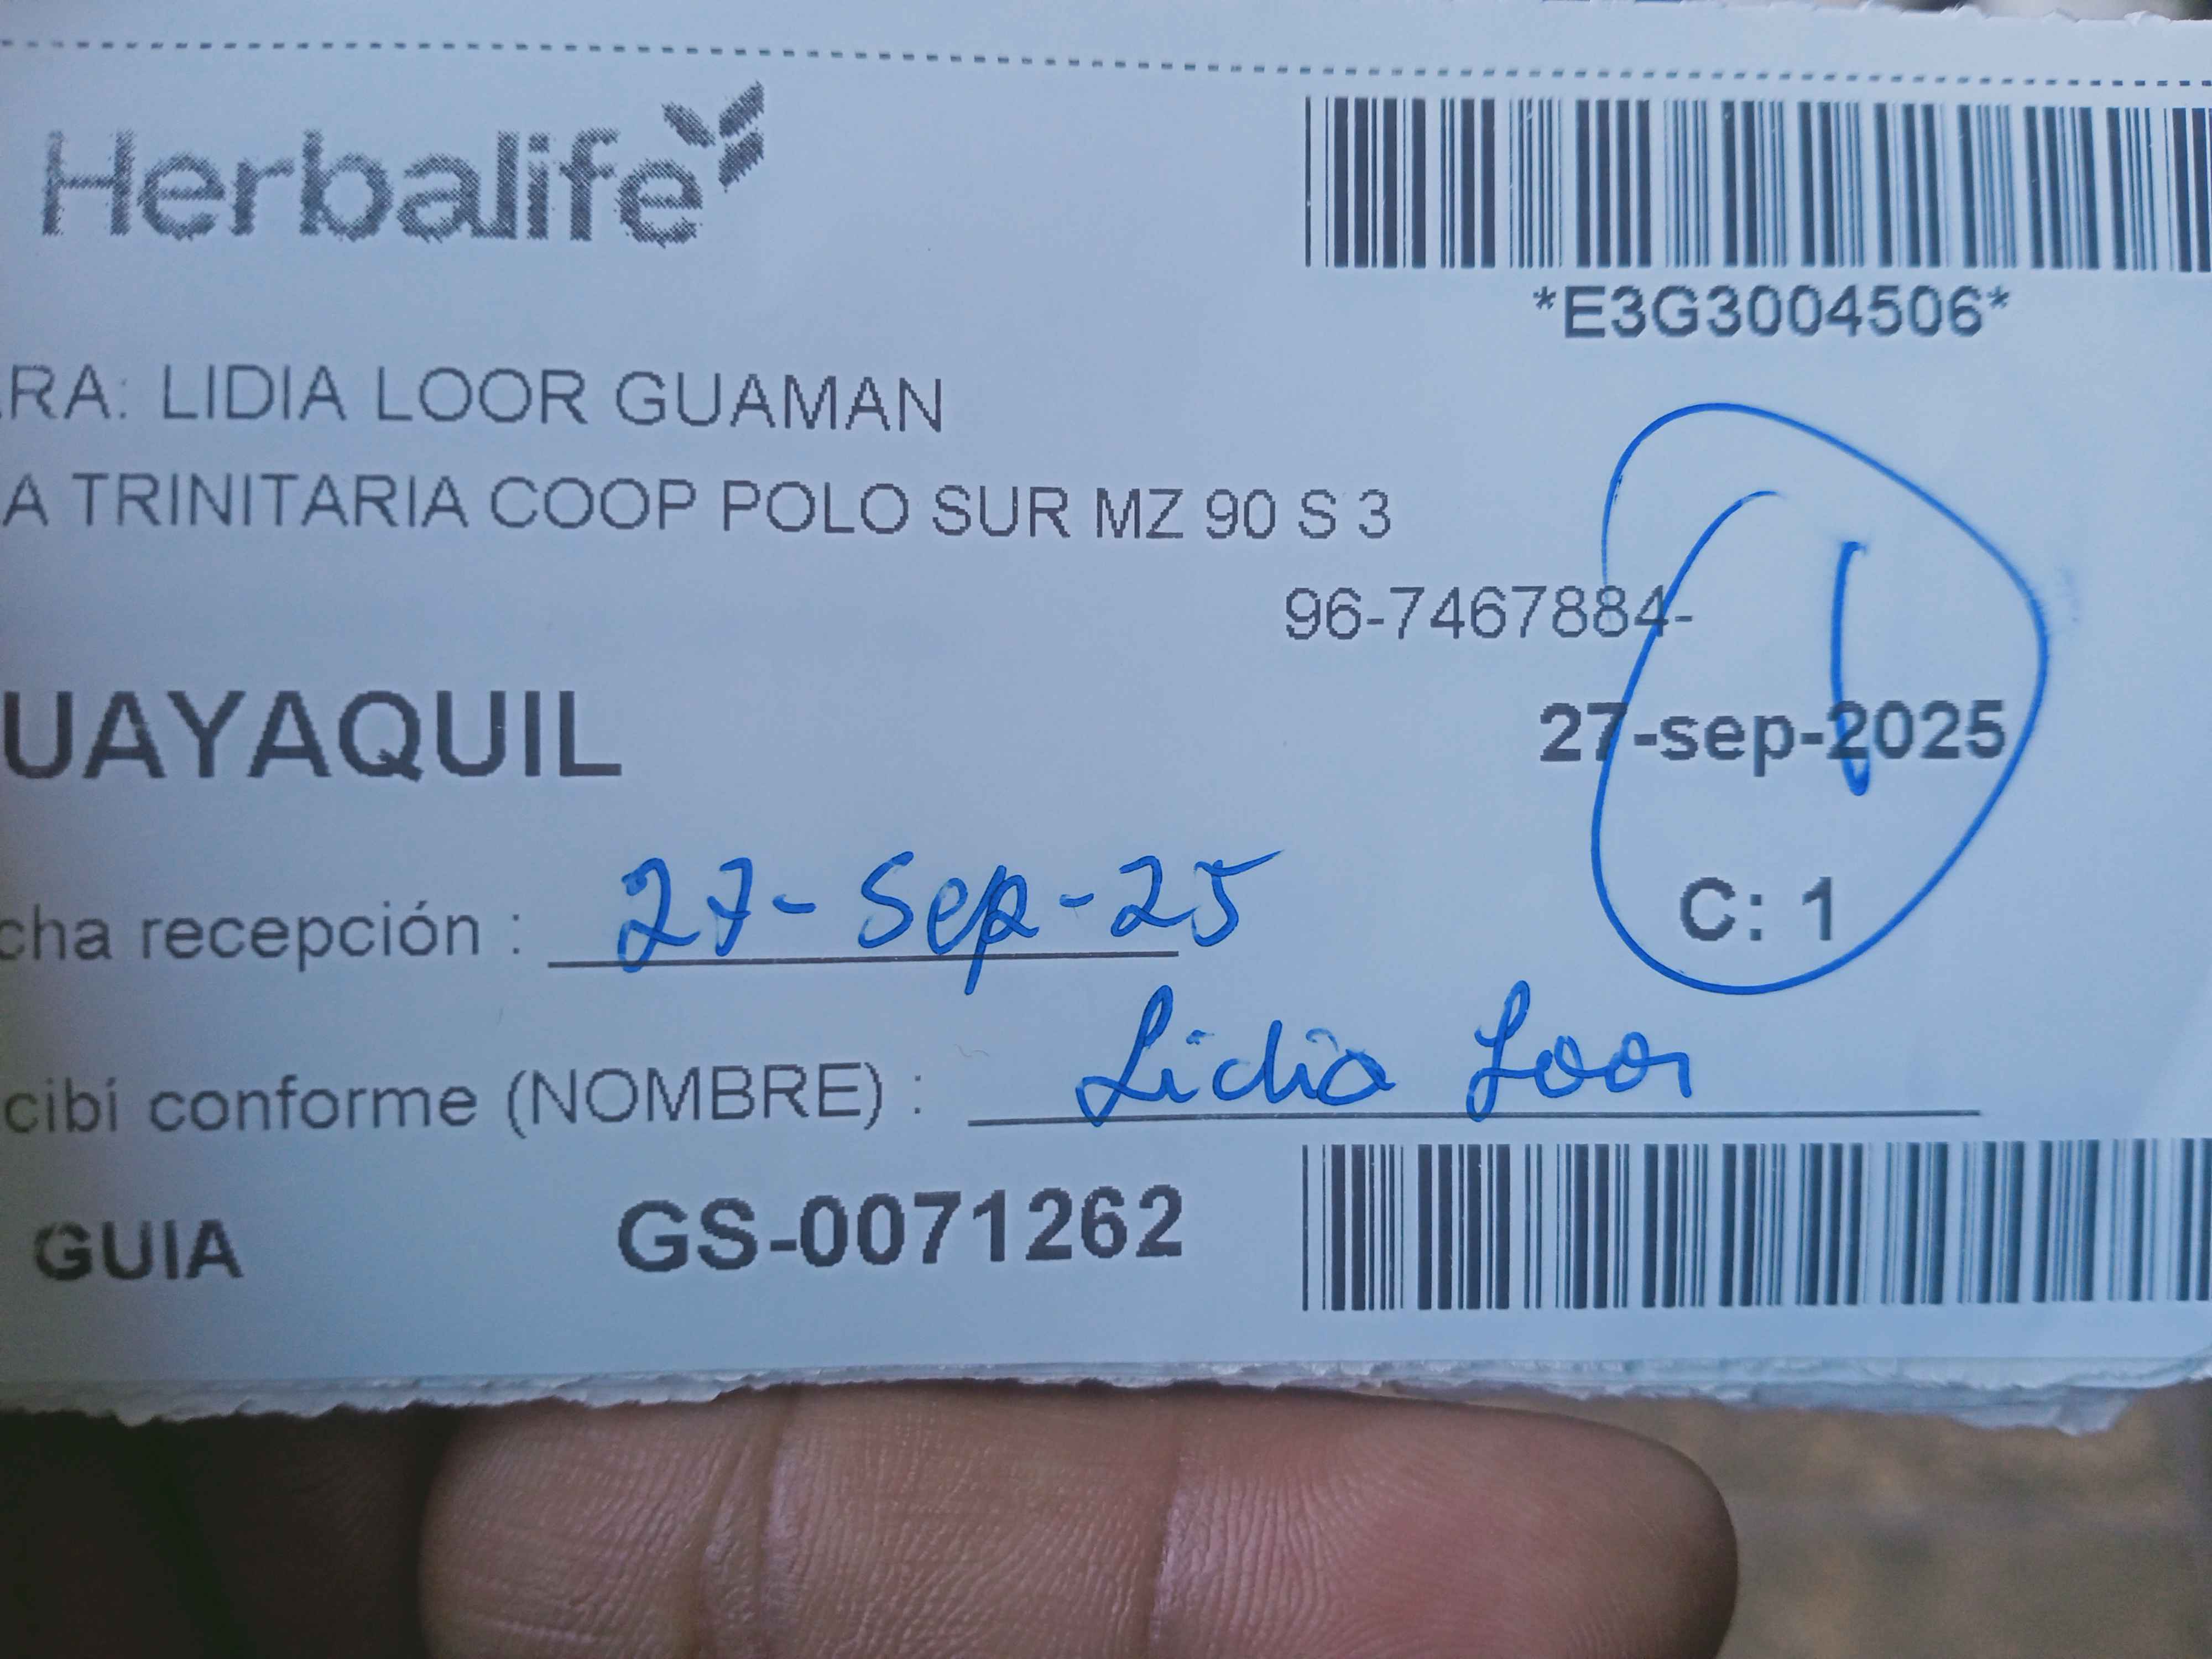 Herbalife
*E3G3004506*
RA: LIDIA LOOR GUAMAN
A TRINITARIA COOP POLO SUR MZ 90 S 3
96-7467884-
UAYAQUIL
27-sep-2025
C: 1
cha recepción : 27-Sep-25
cibí conforme (NOMBRE) : Lidia Loor
GUIA GS-0071262